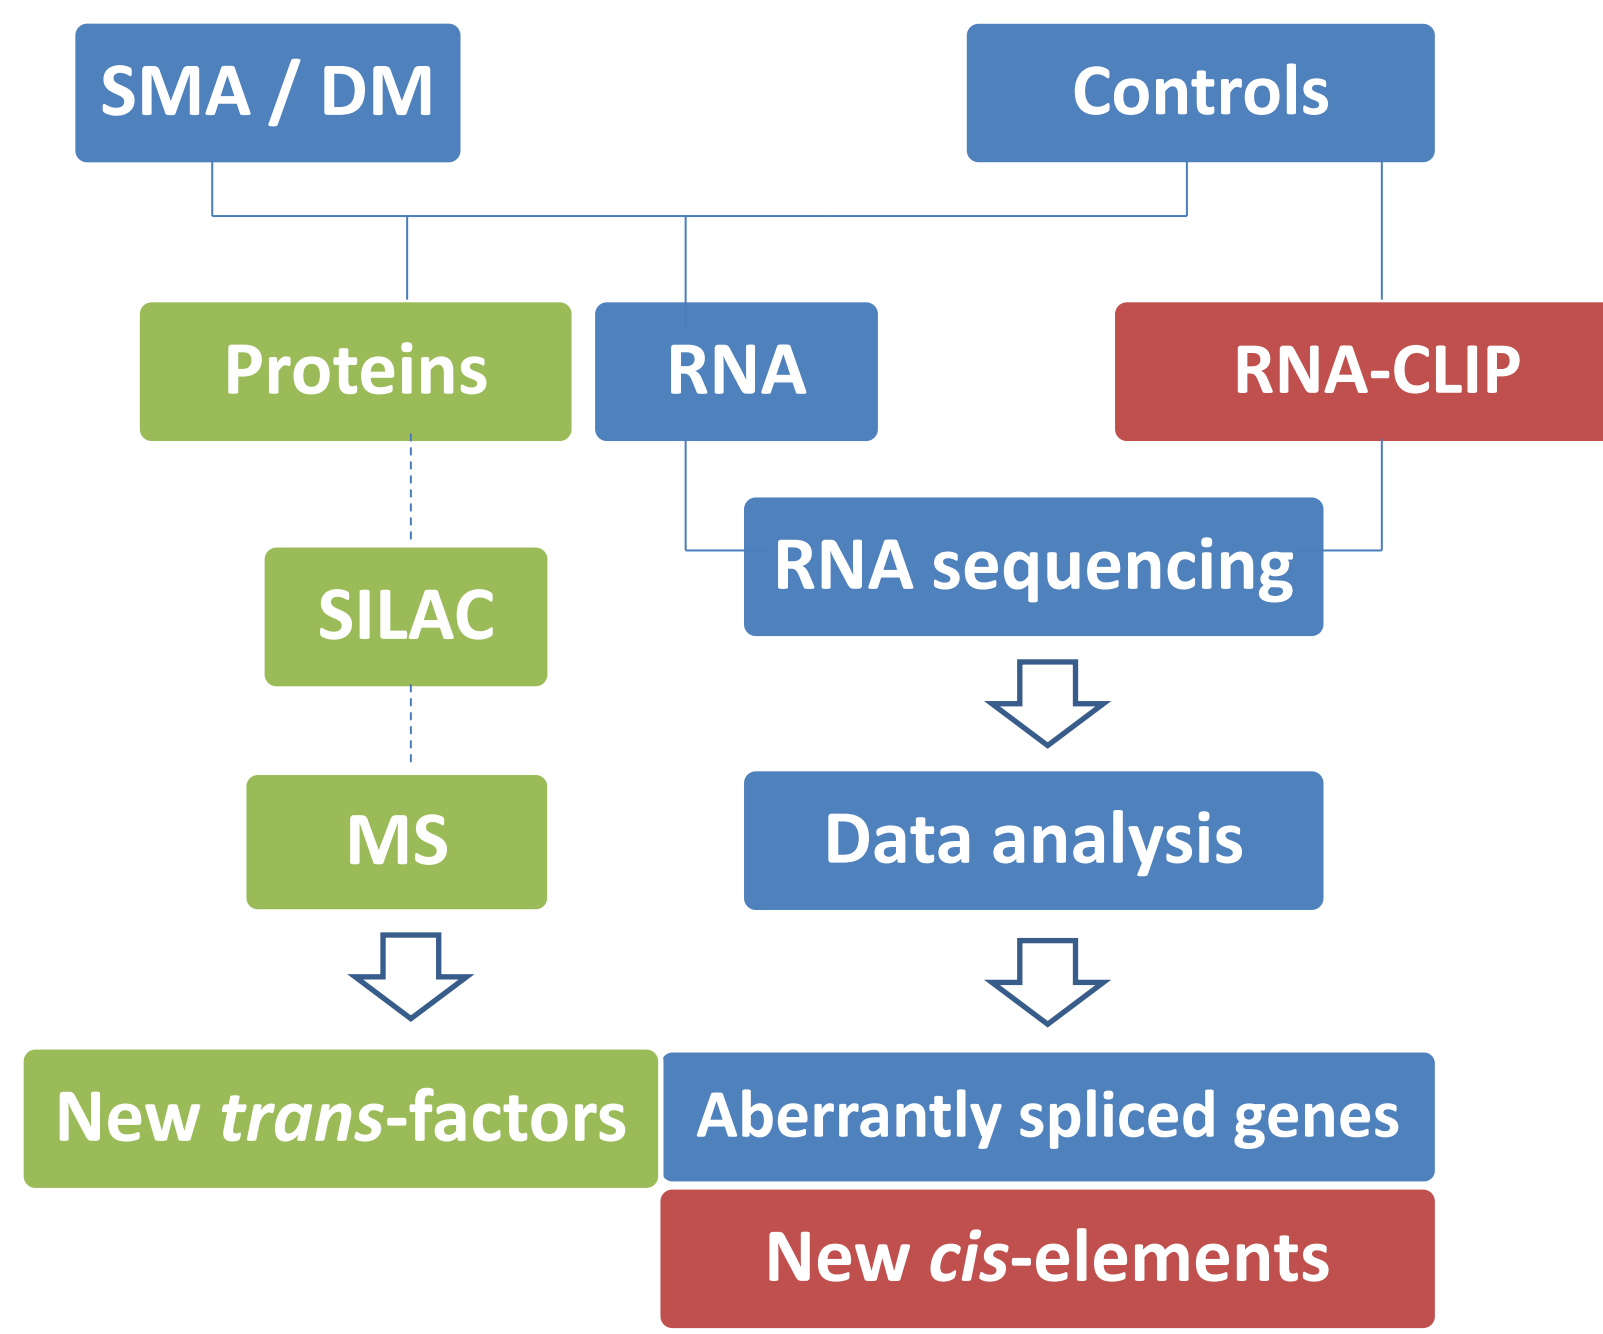 SMA / DM
Controls
Proteins
RNA
RNA-CLIP
RNA sequencing
SILAC
MS
Data analysis
New trans-factors
Aberrantly spliced genes
New cis-elements